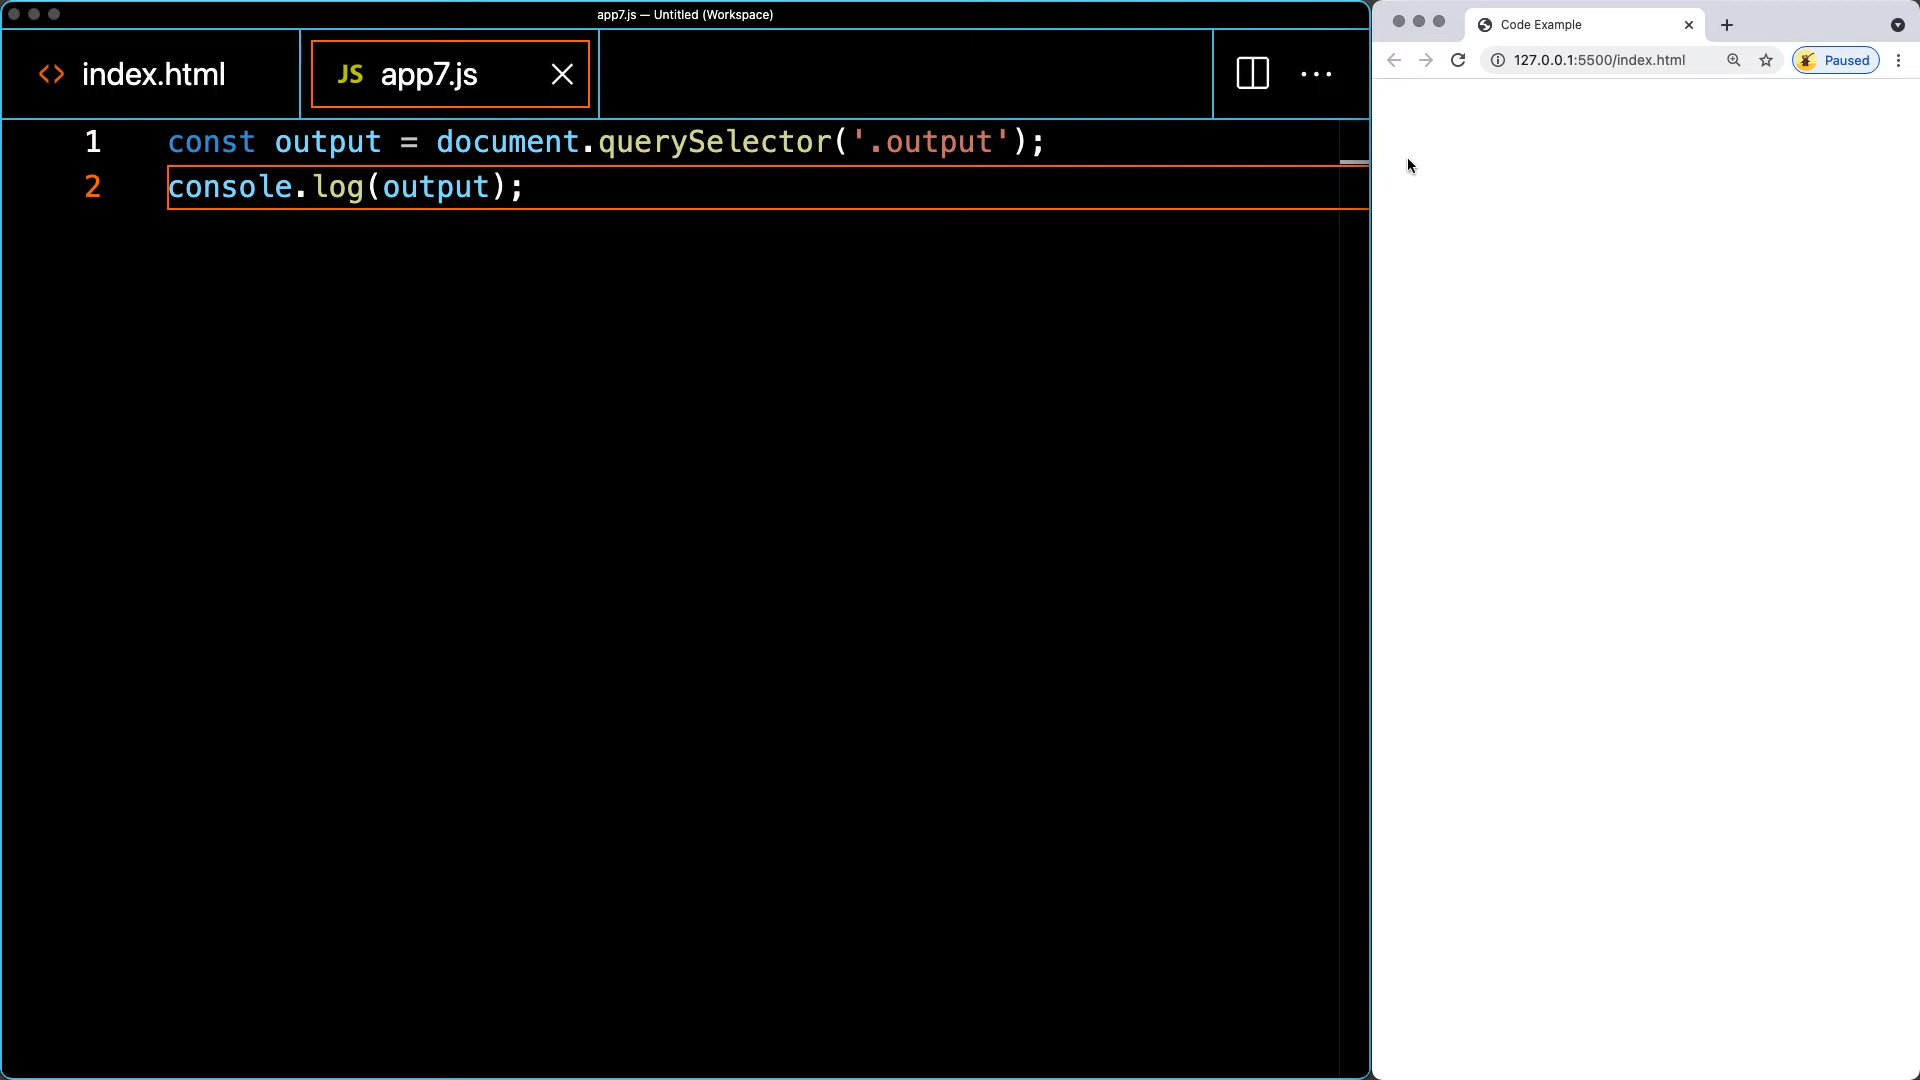 app7.js — Untitled (Workspace)
<> index.html
JS app7.js
1 const output = document.querySelector('.output');
2 console.log(output);
Code Example
127.0.0.1:5500/index.html
Paused